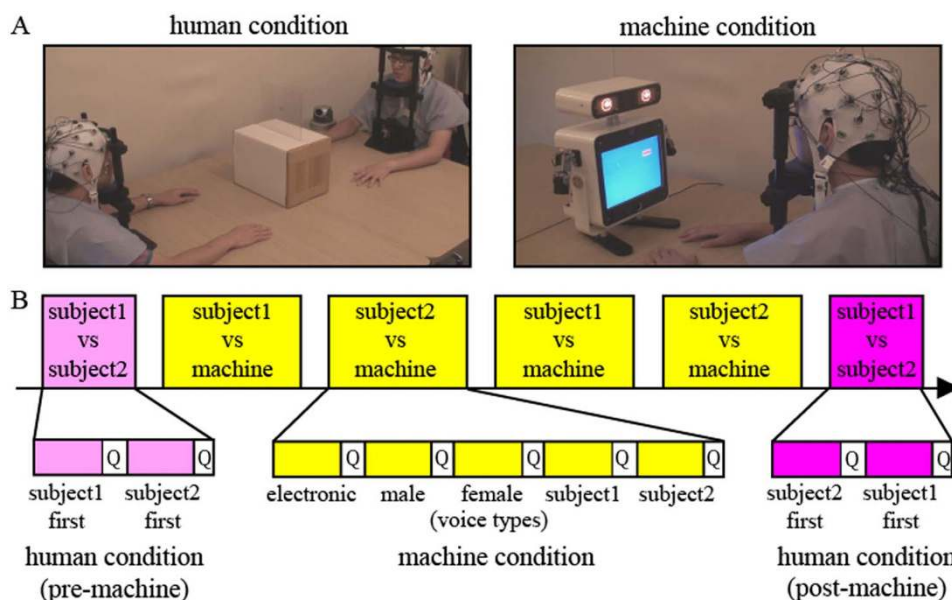 A
human condition
machine condition
B
subject1
vs
subject2
subject1
vs
machine
subject2
vs
machine
subject1
vs
machine
subject2
vs
machine
subject1
vs
subject2
Q Q
Q Q Q Q Q
Q Q
subject1
first
subject2
first
electronic male female subject1 subject2
(voice types)
subject2
first
subject1
first
human condition
(pre-machine)
machine condition
human condition
(post-machine)